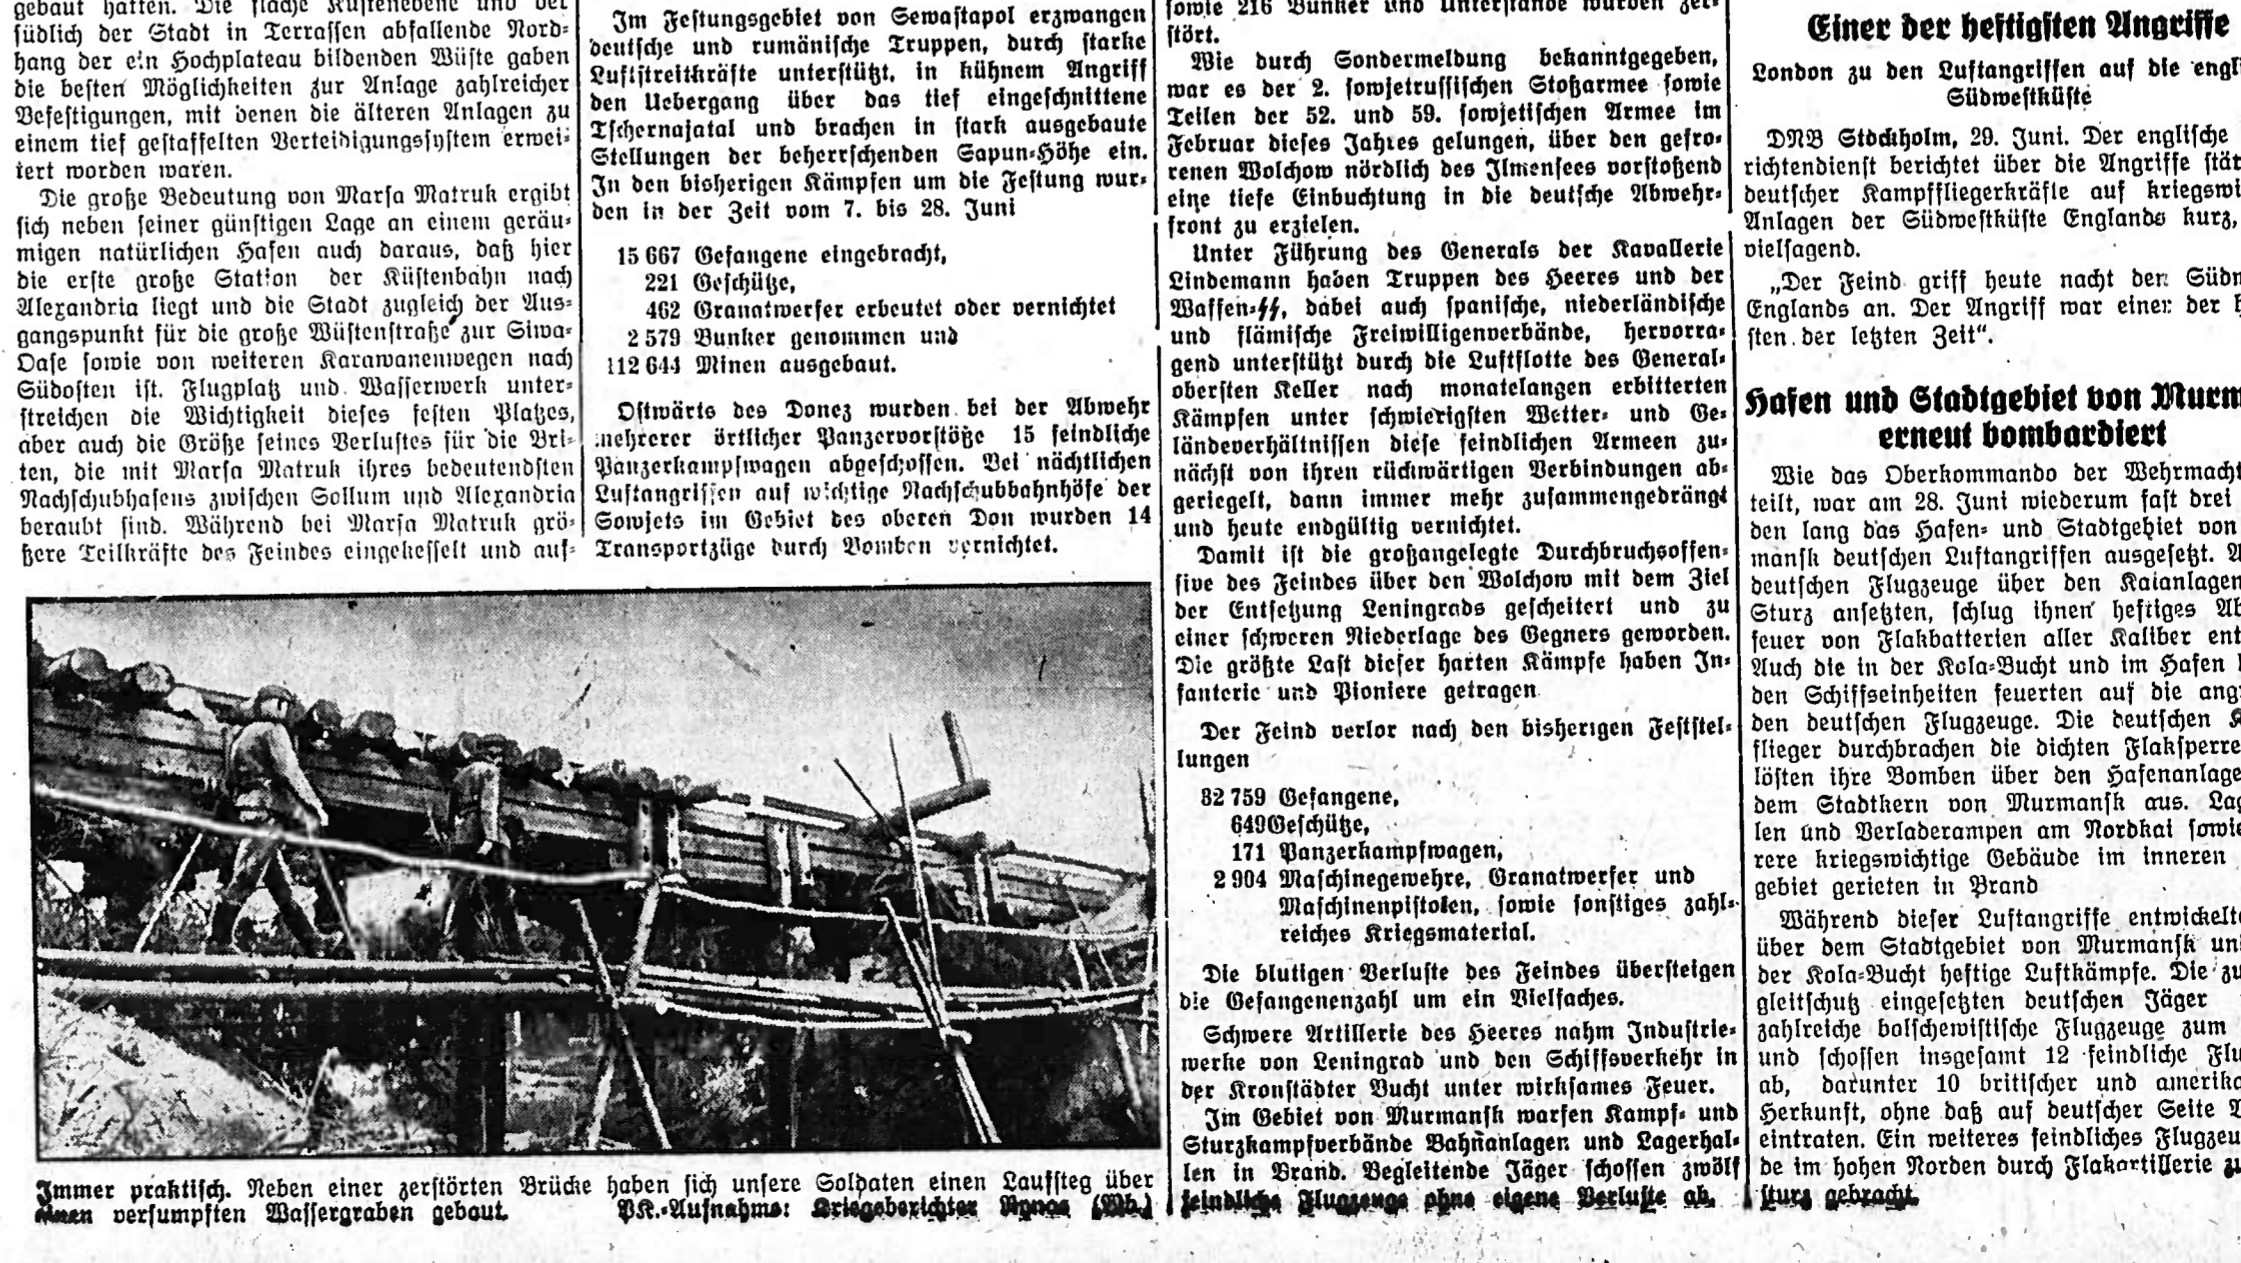 gebaut hatten. Die flache Küstenebene und der
südlich der Stadt in Terrassen abfallende Nord-
hang der ein Hochplateau bildenden Wüste gaben
die besten Möglichkeiten zur Anlage zahlreicher
Befestigungen, mit denen die älteren Anlagen zu
einem tief gestaffelten Verteidigungssystem erwei-
tert worden waren.
Die große Bedeutung von Marsa Matruk ergibt
sich neben seiner günstigen Lage an einem geräu-
migen natürlichen Hafen auch daraus, daß hier
die erste große Station der Küstenbahn nach
Alexandria liegt und die Stadt zugleich der Aus-
gangspunkt für die große Wüstenstraße zur Siwa-
Oase sowie von weiteren Karawanenwegen nach
Südosten ist. Flugplatz und Wasserwerk unter-
streichen die Wichtigkeit dieses festen Platzes,
aber auch die Größe seines Verlustes für die Bri-
ten, die mit Marsa Matruk ihres bedeutendsten
Nachschubhafens zwischen Sollum und Alexandria
beraubt sind. Während bei Marsa Matruk grö-
ßere Teilkräfte des Feindes eingekesselt und auf-
Im Festungsgebiet von Sewastapol erzwangen
deutsche und rumänische Truppen, durch starke
Luftstreitkräfte unterstützt, in kühnem Angriff
den Uebergang über das tief eingeschnittene
Tschernajatal und brachen in stark ausgebaute
Stellungen der beherrschenden Sapun-Höhe ein.
In den bisherigen Kämpfen um die Festung wur-
den in der Zeit vom 7. bis 28. Juni
15 667 Gefangene eingebracht,
221 Geschütze,
462 Granatwerfer erbeutet oder vernichtet
2 579 Bunker genommen und
112 644 Minen ausgebaut.
Ostwärts des Donez wurden bei der Abwehr
mehrerer örtlicher Panzervorstöße 15 feindliche
Panzerkampfwagen abgeschossen. Bei nächtlichen
Luftangriffen auf wichtige Nachschubbahnhöfe der
Sowjets im Gebiet des oberen Don wurden 14
Transportzüge durch Bomben vernichtet.
Immer praktisch. Neben einer zerstörten Brücke haben sich unsere Soldaten einen Laufsteg über
einen versumpften Wassergraben gebaut. PK.-Aufnahme: Kriegsberichter (Wb.)
sowie 216 Bunker und Unterstände wurden zer-
stört.
Wie durch Sondermeldung bekanntgegeben,
war es der 2. sowjetrussischen Stoßarmee sowie
Teilen der 52. und 59. sowjetischen Armee im
Februar dieses Jahres gelungen, über den gefro-
renen Wolchow nördlich des Ilmensees vorstoßend
eine tiefe Einbuchtung in die deutsche Abwehr-
front zu erzielen.
Unter Führung des Generals der Kavallerie
Lindemann haben Truppen des Heeres und der
Waffen-SS, dabei auch spanische, niederländische
und flämische Freiwilligenverbände, hervorra-
gend unterstützt durch die Luftflotte des General-
obersten Keller nach monatelangen erbitterten
Kämpfen unter schwierigsten Wetter- und Ge-
ländeverhältnissen diese feindlichen Armeen zu-
nächst von ihren rückwärtigen Verbindungen ab-
geriegelt, dann immer mehr zusammengedrängt
und heute endgültig vernichtet.
Damit ist die großangelegte Durchbruchsoffen-
sive des Feindes über den Wolchow mit dem Ziel
der Entsetzung Leningrads gescheitert und zu
einer schweren Niederlage des Gegners geworden.
Die größte Last dieser harten Kämpfe haben In-
fanterie und Pioniere getragen
Der Feind verlor nach den bisherigen Feststel-
lungen
32 759 Gefangene,
649Geschütze,
171 Panzerkampfwagen,
2 904 Maschinegewehre, Granatwerfer und
Maschinenpistolen, sowie sonstiges zahl-
reiches Kriegsmaterial.
Die blutigen Verluste des Feindes übersteigen
die Gefangenenzahl um ein Vielfaches.
Schwere Artillerie des Heeres nahm Industrie-
werke von Leningrad und den Schiffsverkehr in
der Kronstädter Bucht unter wirksames Feuer.
Im Gebiet von Murmansk warfen Kampf- und
Sturzkampfverbände Bahnanlagen und Lagerhal-
len in Brand. Begleitende Jäger schossen zwölf
feindliche Flugzeuge ohne eigene Verluste ab.
Einer der heftigsten Angriffe
London zu den Luftangriffen auf die engl
Südwestküste
DNB Stockholm, 29. Juni. Der englische
richtendienst berichtet über die Angriffe stär
deutscher Kampffliegerkräfte auf kriegswi
Anlagen der Südwestküste Englands kurz,
vielsagend.
„Der Feind griff heute nacht den Südw
Englands an. Der Angriff war einer der h
sten der letzten Zeit“.
Hafen und Stadtgebiet von Murm
erneut bombardiert
Wie das Oberkommando der Wehrmacht
teilt, war am 28. Juni wiederum fast drei
den lang das Hafen- und Stadtgebiet von
mansk deutschen Luftangriffen ausgesetzt. A
deutschen Flugzeuge über den Kaianlagen
Sturz ansetzten, schlug ihnen heftiges Ab
feuer von Flakbatterien aller Kaliber ent
Auch die in der Kola-Bucht und im Hafen l
den Schiffseinheiten feuerten auf die ang
den deutschen Flugzeuge. Die deutschen K
flieger durchbrachen die dichten Flaksperre
lösten ihre Bomben über den Hafenanlage
dem Stadtkern von Murmansk aus. Lag
len und Verladerampen am Nordkai sowie
rere kriegswichtige Gebäude im inneren
gebiet gerieten in Brand
Während dieser Luftangriffe entwickelt
über dem Stadtgebiet von Murmansk un
der Kola-Bucht heftige Luftkämpfe. Die zu
gleitschutz eingesetzten deutschen Jäger
zahlreiche bolschewistische Flugzeuge zum
und schossen insgesamt 12 feindliche Flu
ab, darunter 10 britischer und amerika
Herkunft, ohne daß auf deutscher Seite V
eintraten. Ein weiteres feindliches Flugzeu
de im hohen Norden durch Flakartillerie zu
sturz gebracht.